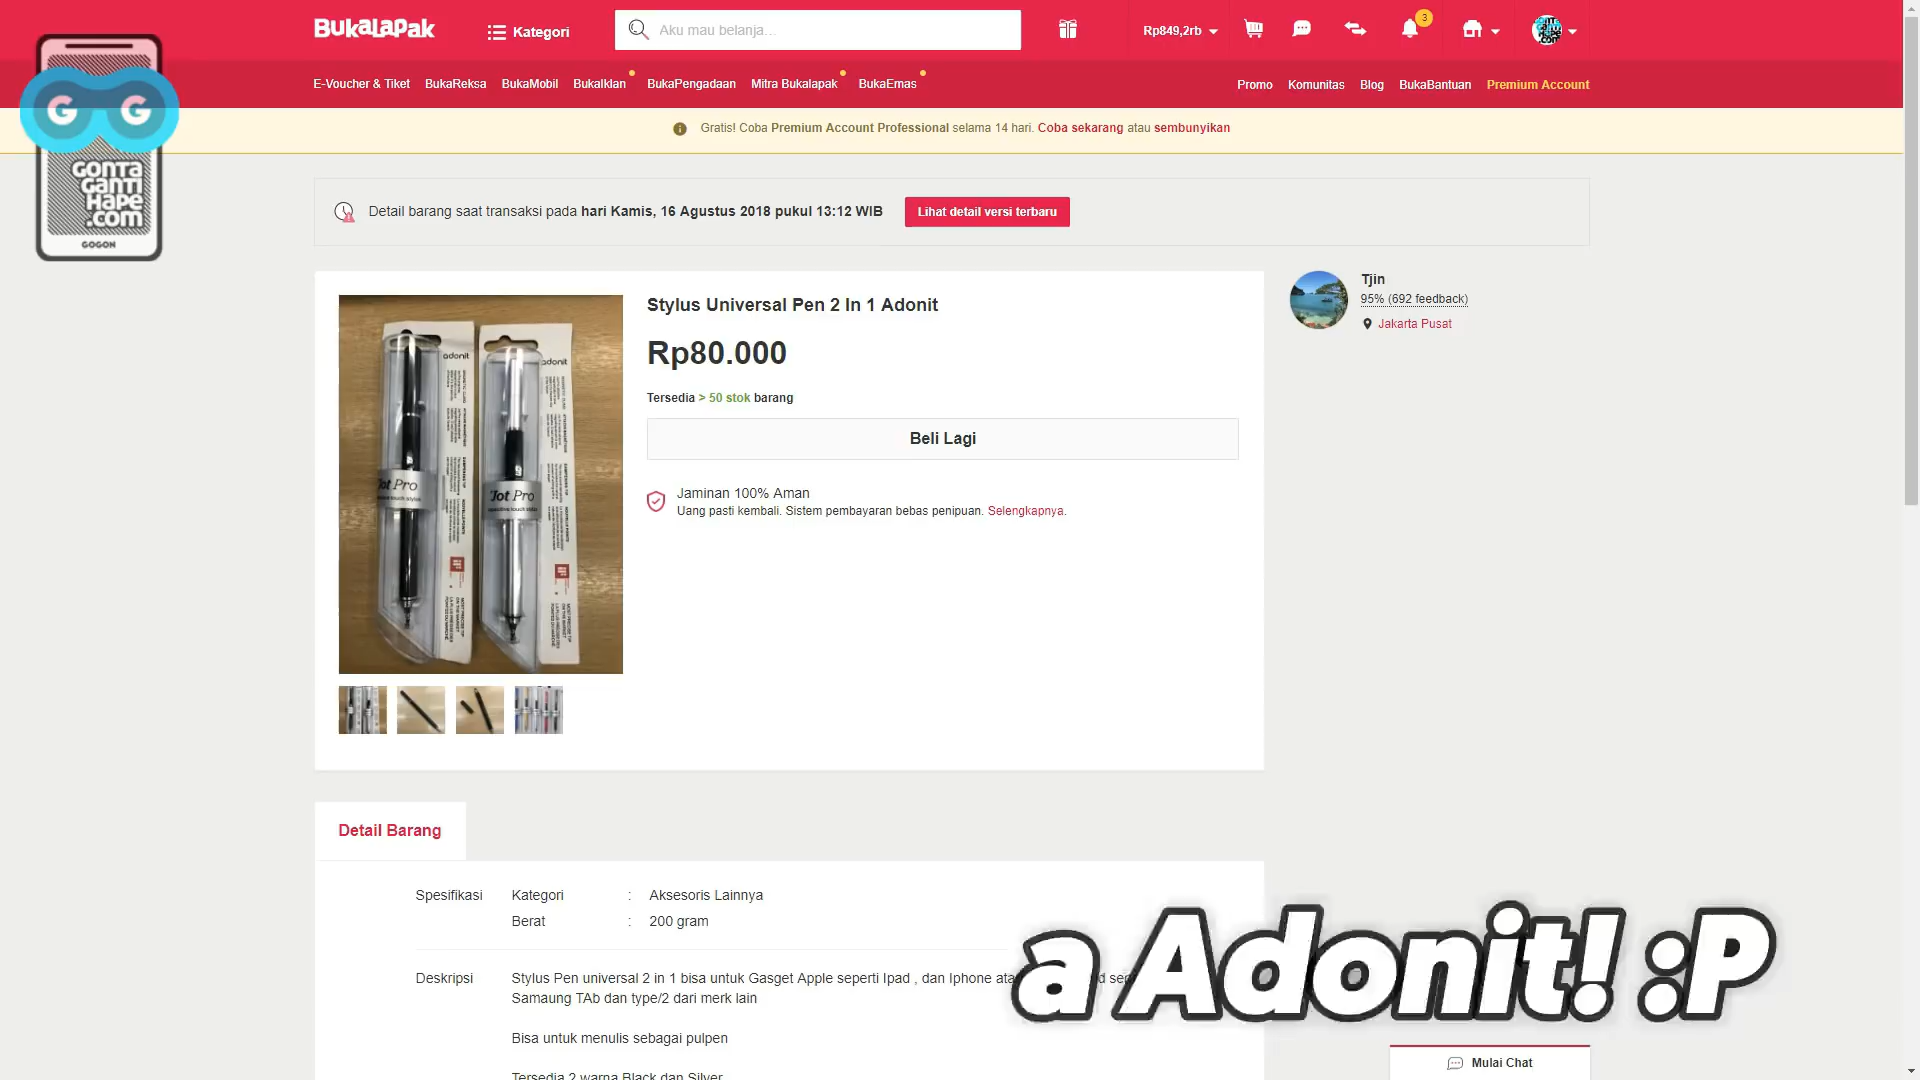 BukaLapak
Kategori
Aku mau belanja...
Rp849,2rb
3
E-Voucher & Tiket BukaReksa BukaMobil BukaIklan BukaPengadaan Mitra Bukalapak BukaEmas
Promo Komunitas Blog BukaBantuan Premium Account
Gratis! Coba Premium Account Professional selama 14 hari. Coba sekarang atau sembunyikan
G G
GONTA
GANTI
HAPE
.COM
GOGON
Detail barang saat transaksi pada hari Kamis, 16 Agustus 2018 pukul 13:12 WIB
Lihat detail versi terbaru
Stylus Universal Pen 2 In 1 Adonit
Rp80.000
Tersedia > 50 stok barang
Beli Lagi
Jaminan 100% Aman
Uang pasti kembali. Sistem pembayaran bebas penipuan. Selengkapnya.
Tjin
95% (692 feedback)
Jakarta Pusat
adonit
adonit
Jot Pro
Jot Pro
Detail Barang
Spesifikasi Kategori : Aksesoris Lainnya
Berat : 200 gram
Deskripsi Stylus Pen universal 2 in 1 bisa untuk Gasget Apple seperti Ipad , dan Iphone
Samaung TAb dan type/2 dari merk lain
Bisa untuk menulis sebagai pulpen
Tersedia 2 warna Black dan Silver
a Adonit! :P
Mulai Chat